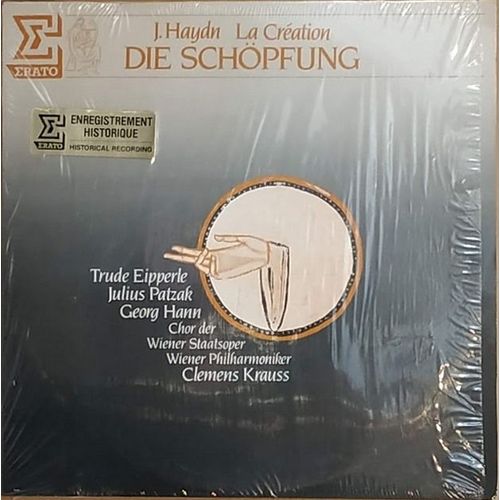 ERATO
J. Haydn La Création
DIE SCHÖPFUNG
ERATO
ENREGISTREMENT
HISTORIQUE
HISTORICAL RECORDING
Trude Eipperle
Julius Patzak
Georg Hann
Chor der
Wiener Staatsoper
Wiener Philharmoniker
Clemens Krauss